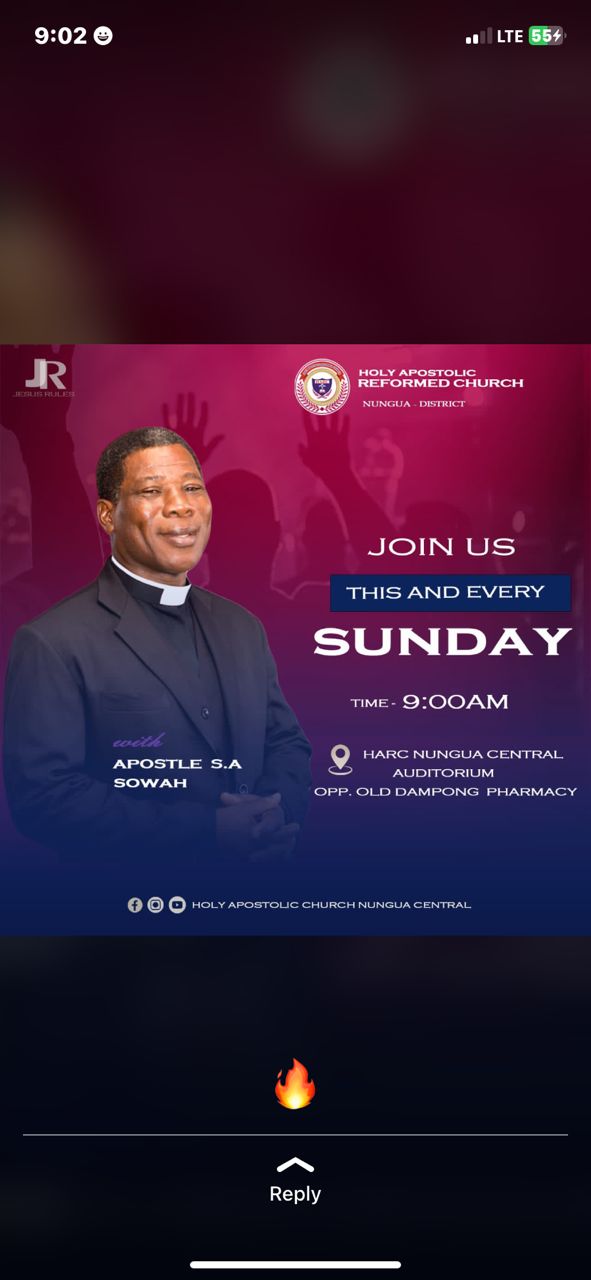 9:02
LTE 55
JR
JESUS RULES
HOLY APOSTOLIC
REFORMED CHURCH
NUNGUA - DISTRICT
JOIN US
THIS AND EVERY
SUNDAY
TIME - 9:00AM
HARC NUNGUA CENTRAL
AUDITORIUM
OPP. OLD DAMPONG PHARMACY
with
APOSTLE S.A
SOWAH
HOLY APOSTOLIC CHURCH NUNGUA CENTRAL
Reply